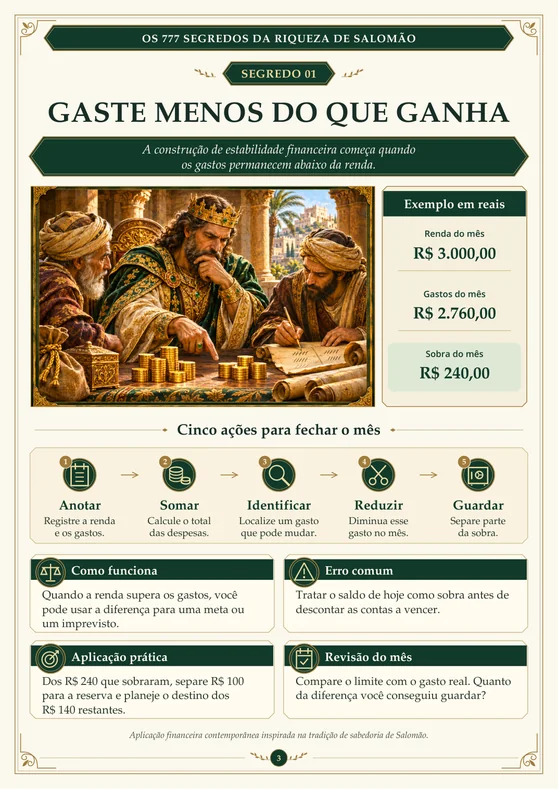 OS 777 SEGREDOS DA RIQUEZA DE SALOMÃO
SEGREDO 01
GASTE MENOS DO QUE GANHA
A construção de estabilidade financeira começa quando
os gastos permanecem abaixo da renda.
Exemplo em reais
Renda do mês
R$ 3.000,00
Gastos do mês
R$ 2.760,00
Sobra do mês
R$ 240,00
Cinco ações para fechar o mês
1
Anotar
Registre a renda
e os gastos.
2
Somar
Calcule o total
das despesas.
3
Identificar
Localize um gasto
que pode mudar.
4
Reduzir
Diminua esse
gasto no mês.
5
Guardar
Separe parte
da sobra.
Como funciona
Quando a renda supera os gastos, você
pode usar a diferença para uma meta ou
um imprevisto.
Erro comum
Tratar o saldo de hoje como sobra antes de
descontar as contas a vencer.
Aplicação prática
Dos R$ 240 que sobraram, separe R$ 100
para a reserva e planeje o destino dos
R$ 140 restantes.
Revisão do mês
Compare o limite com o gasto real. Quanto
da diferença você conseguiu guardar?
Aplicação financeira contemporânea inspirada na tradição de sabedoria de Salomão.
3